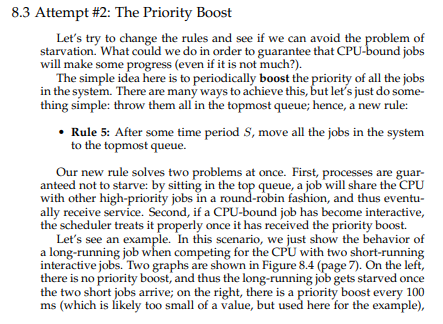 8.3 Attempt #2: The Priority Boost
Let's try to change the rules and see if we can avoid the problem of
starvation. What could we do in order to guarantee that CPU-bound jobs
will make some progress (even if it is not much?).
The simple idea here is to periodically boost the priority of all the jobs
in the system. There are many ways to achieve this, but let's just do some-
thing simple: throw them all in the topmost queue; hence, a new rule:
• Rule 5: After some time period S, move all the jobs in the system
to the topmost queue.
Our new rule solves two problems at once. First, processes are guar-
anteed not to starve: by sitting in the top queue, a job will share the CPU
with other high-priority jobs in a round-robin fashion, and thus eventu-
ally receive service. Second, if a CPU-bound job has become interactive,
the scheduler treats it properly once it has received the priority boost.
Let's see an example. In this scenario, we just show the behavior of
a long-running job when competing for the CPU with two short-running
interactive jobs. Two graphs are shown in Figure 8.4 (page 7). On the left,
there is no priority boost, and thus the long-running job gets starved once
the two short jobs arrive; on the right, there is a priority boost every 100
ms (which is likely too small of a value, but used here for the example),